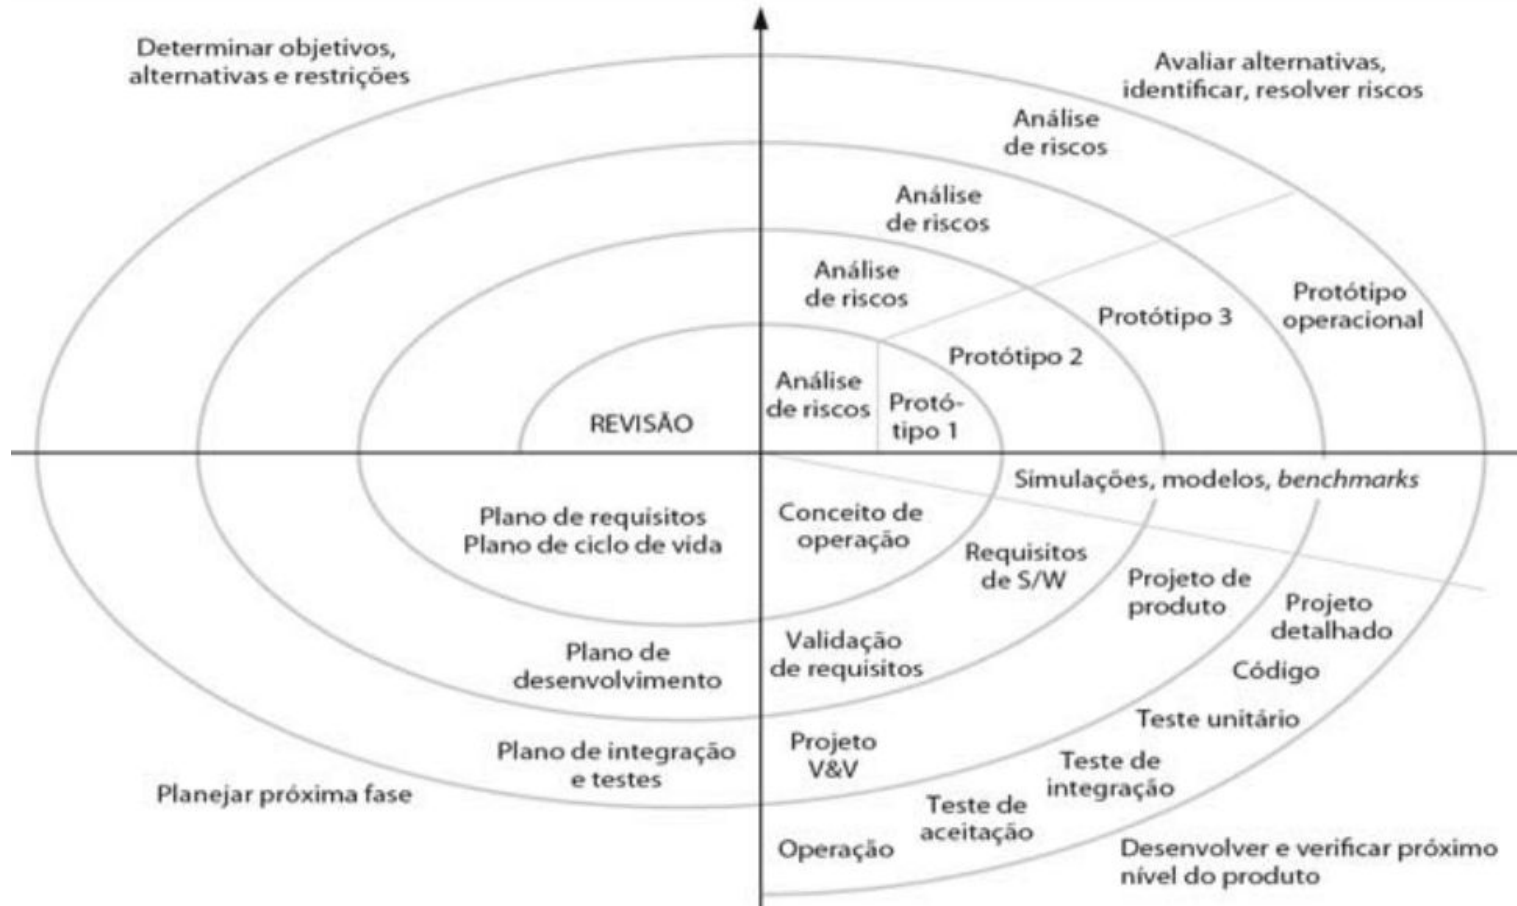 Determinar objetivos,
alternativas e restrições
Avaliar alternativas,
identificar, resolver riscos
Análise
de riscos
Análise
de riscos
Análise
de riscos
Análise
de riscos
Protótipo
operacional
Protótipo 3
Protótipo 2
Protó-
tipo 1
REVISÃO
Simulações, modelos, benchmarks
Plano de requisitos
Plano de ciclo de vida
Conceito de
operação
Requisitos
de S/W
Projeto de
produto
Projeto
detalhado
Plano de
desenvolvimento
Validação
de requisitos
Código
Teste unitário
Plano de integração
e testes
Projeto
V&V
Teste de
integração
Teste de
aceitação
Operação
Planejar próxima fase
Desenvolver e verificar próximo
nível do produto